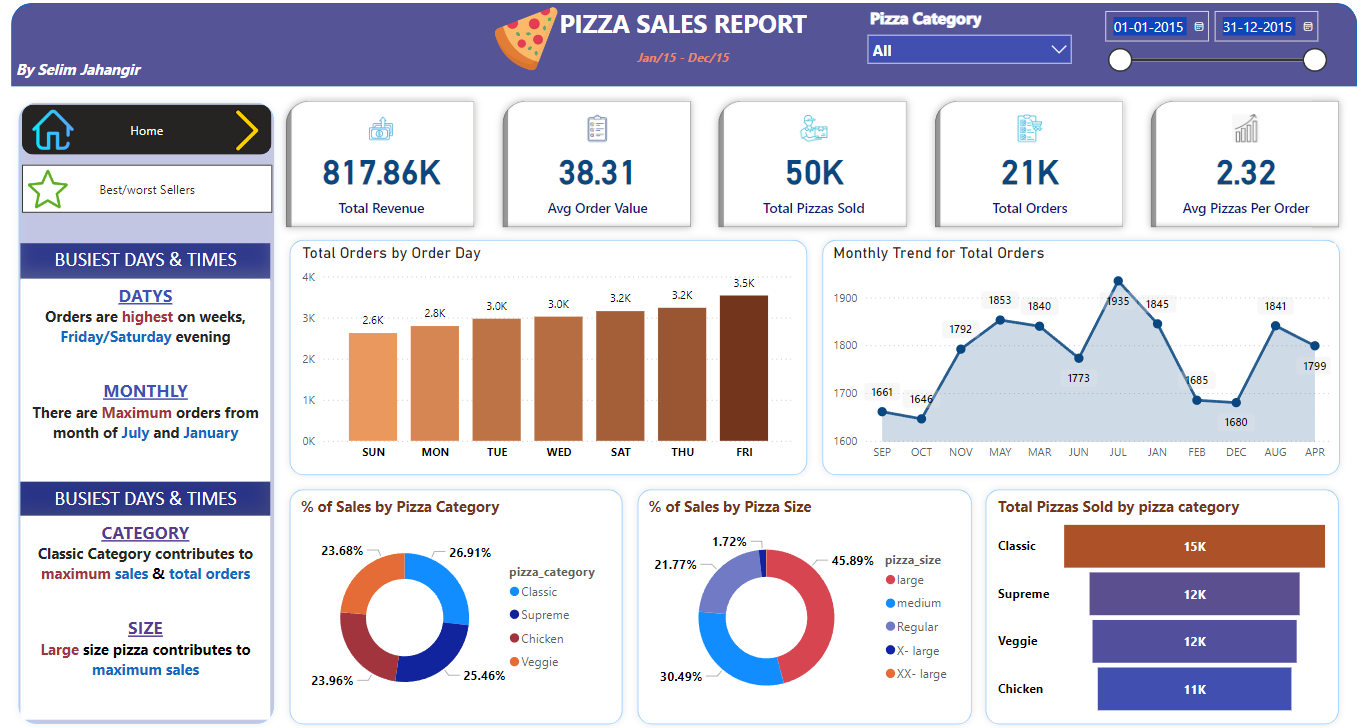 PIZZA SALES REPORT
Jan/15 - Dec/15
By Selim Jahangir
Pizza Category
All
01-01-2015
31-12-2015
Home
Best/worst Sellers
BUSIEST DAYS & TIMES
DATYS
Orders are highest on weeks,
Friday/Saturday evening
MONTHLY
There are Maximum orders from
month of July and January
BUSIEST DAYS & TIMES
CATEGORY
Classic Category contributes to
maximum sales & total orders
SIZE
Large size pizza contributes to
maximum sales
817.86K
Total Revenue
38.31
Avg Order Value
50K
Total Pizzas Sold
21K
Total Orders
2.32
Avg Pizzas Per Order
Total Orders by Order Day
4K
3K
2K
1K
0K
2.6K
2.8K
3.0K
3.0K
3.2K
3.2K
3.5K
SUN MON TUE WED SAT THU FRI
Monthly Trend for Total Orders
1900
1800
1700
1600
1661
1646
1792
1853
1840
1773
1935
1845
1685
1680
1841
1799
SEP OCT NOV MAY MAR JUN JUL JAN FEB DEC AUG APR
% of Sales by Pizza Category
23.68%
26.91%
23.96%
25.46%
pizza_category
Classic
Supreme
Chicken
Veggie
% of Sales by Pizza Size
1.72%
21.77%
45.89%
30.49%
pizza_size
large
medium
Regular
X- large
XX- large
Total Pizzas Sold by pizza category
Classic 15K
Supreme 12K
Veggie 12K
Chicken 11K